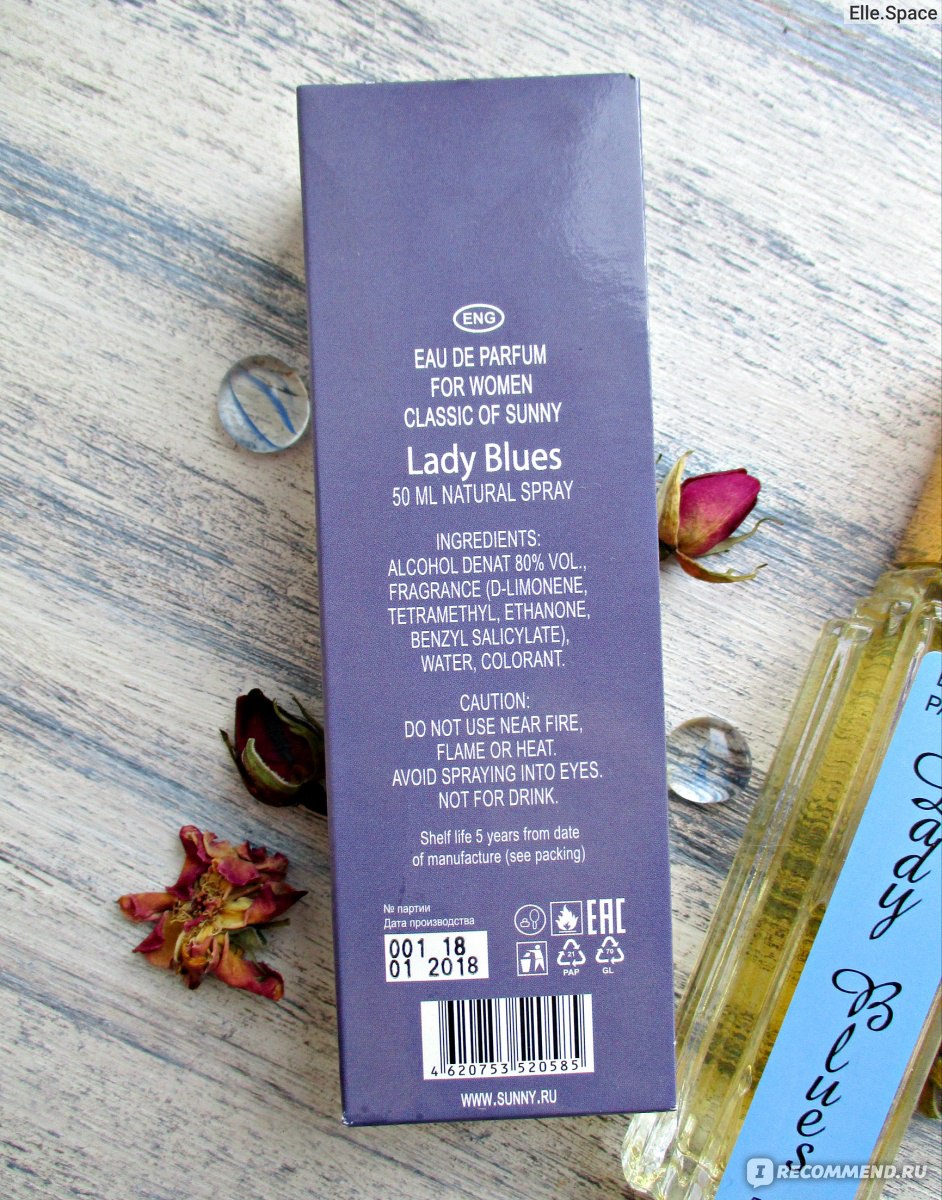 Elle.Space
ENG
EAU DE PARFUM
FOR WOMEN
CLASSIC OF SUNNY
Lady Blues
50 ML NATURAL SPRAY
INGREDIENTS:
ALCOHOL DENAT 80% VOL.,
FRAGRANCE (D-LIMONENE,
TETRAMETHYL, ETHANONE,
BENZYL SALICYLATE),
WATER, COLORANT.
CAUTION:
DO NOT USE NEAR FIRE,
FLAME OR HEAT.
AVOID SPRAYING INTO EYES.
NOT FOR DRINK.
Shelf life 5 years from date
of manufacture (see packing)
№ партии
Дата производства
001 18
01 2018
EAC
21
PAP
70
GL
4 620753 520585
WWW.SUNNY.RU
Lady Blues
IRECOMMEND.RU